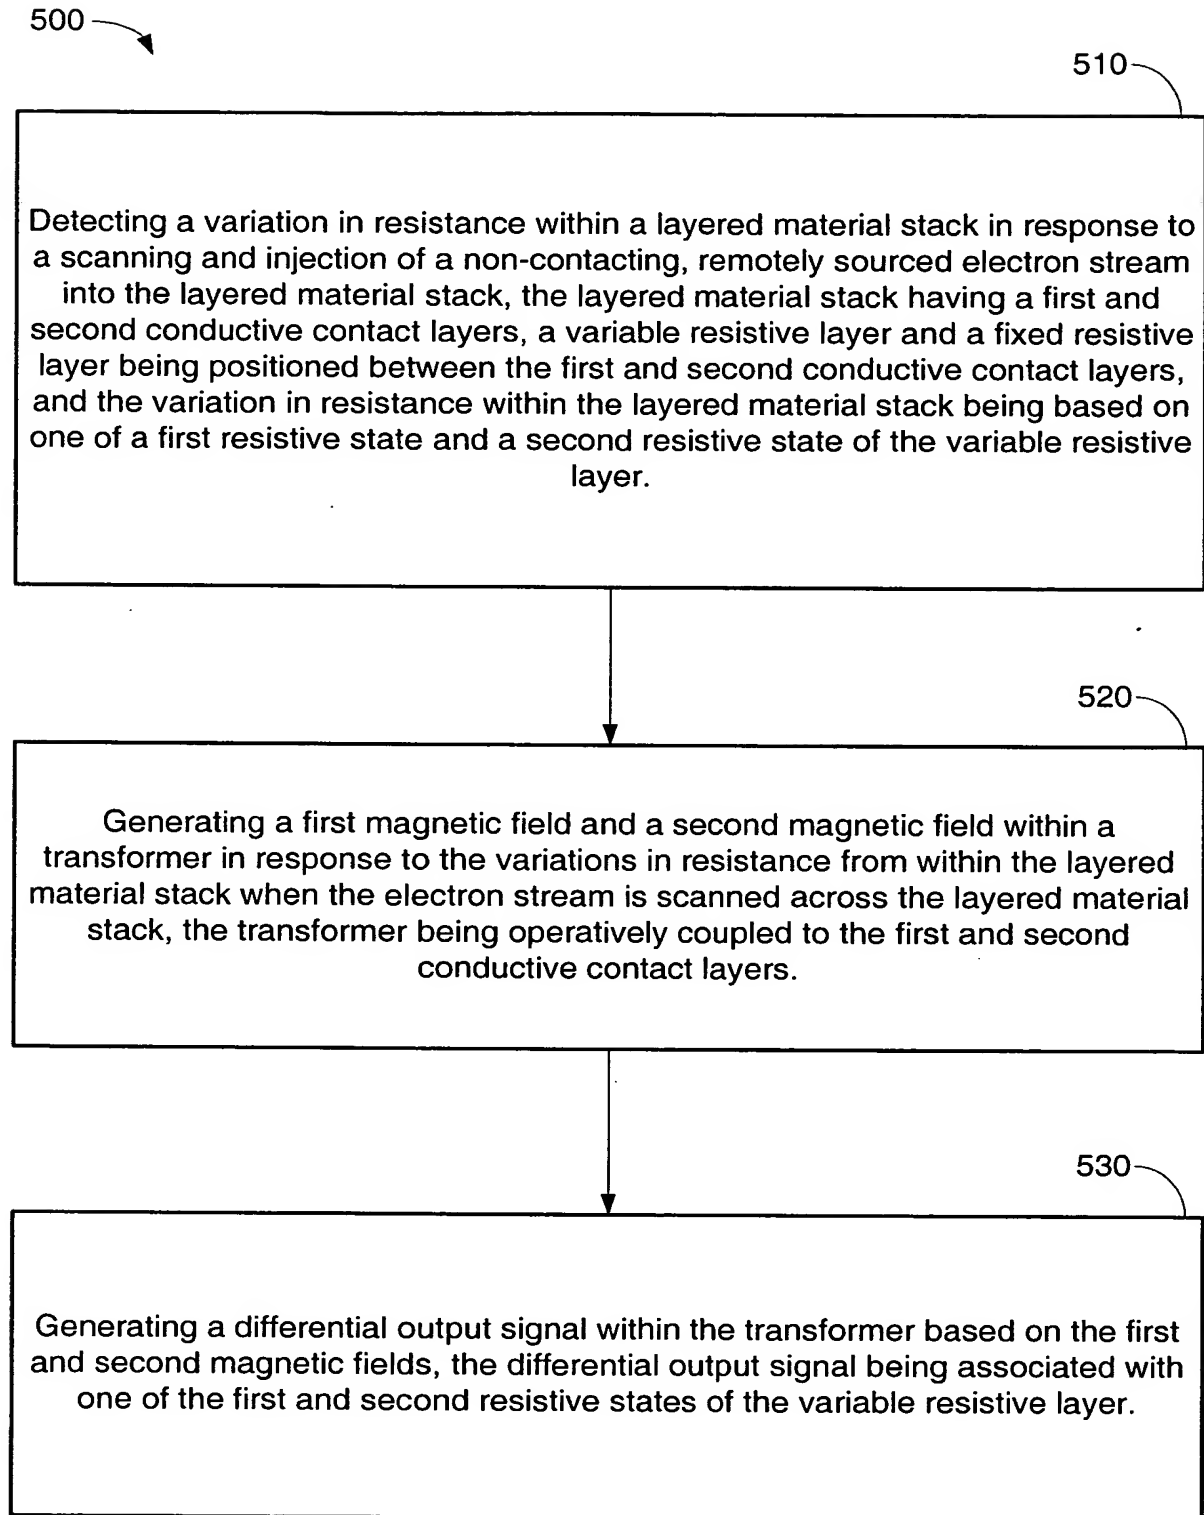 500
510
Detecting a variation in resistance within a layered material stack in response to
a scanning and injection of a non-contacting, remotely sourced electron stream
into the layered material stack, the layered material stack having a first and
second conductive contact layers, a variable resistive layer and a fixed resistive
layer being positioned between the first and second conductive contact layers,
and the variation in resistance within the layered material stack being based on
one of a first resistive state and a second resistive state of the variable resistive
layer.
520
Generating a first magnetic field and a second magnetic field within a
transformer in response to the variations in resistance from within the layered
material stack when the electron stream is scanned across the layered material
stack, the transformer being operatively coupled to the first and second
conductive contact layers.
530
Generating a differential output signal within the transformer based on the first
and second magnetic fields, the differential output signal being associated with
one of the first and second resistive states of the variable resistive layer.